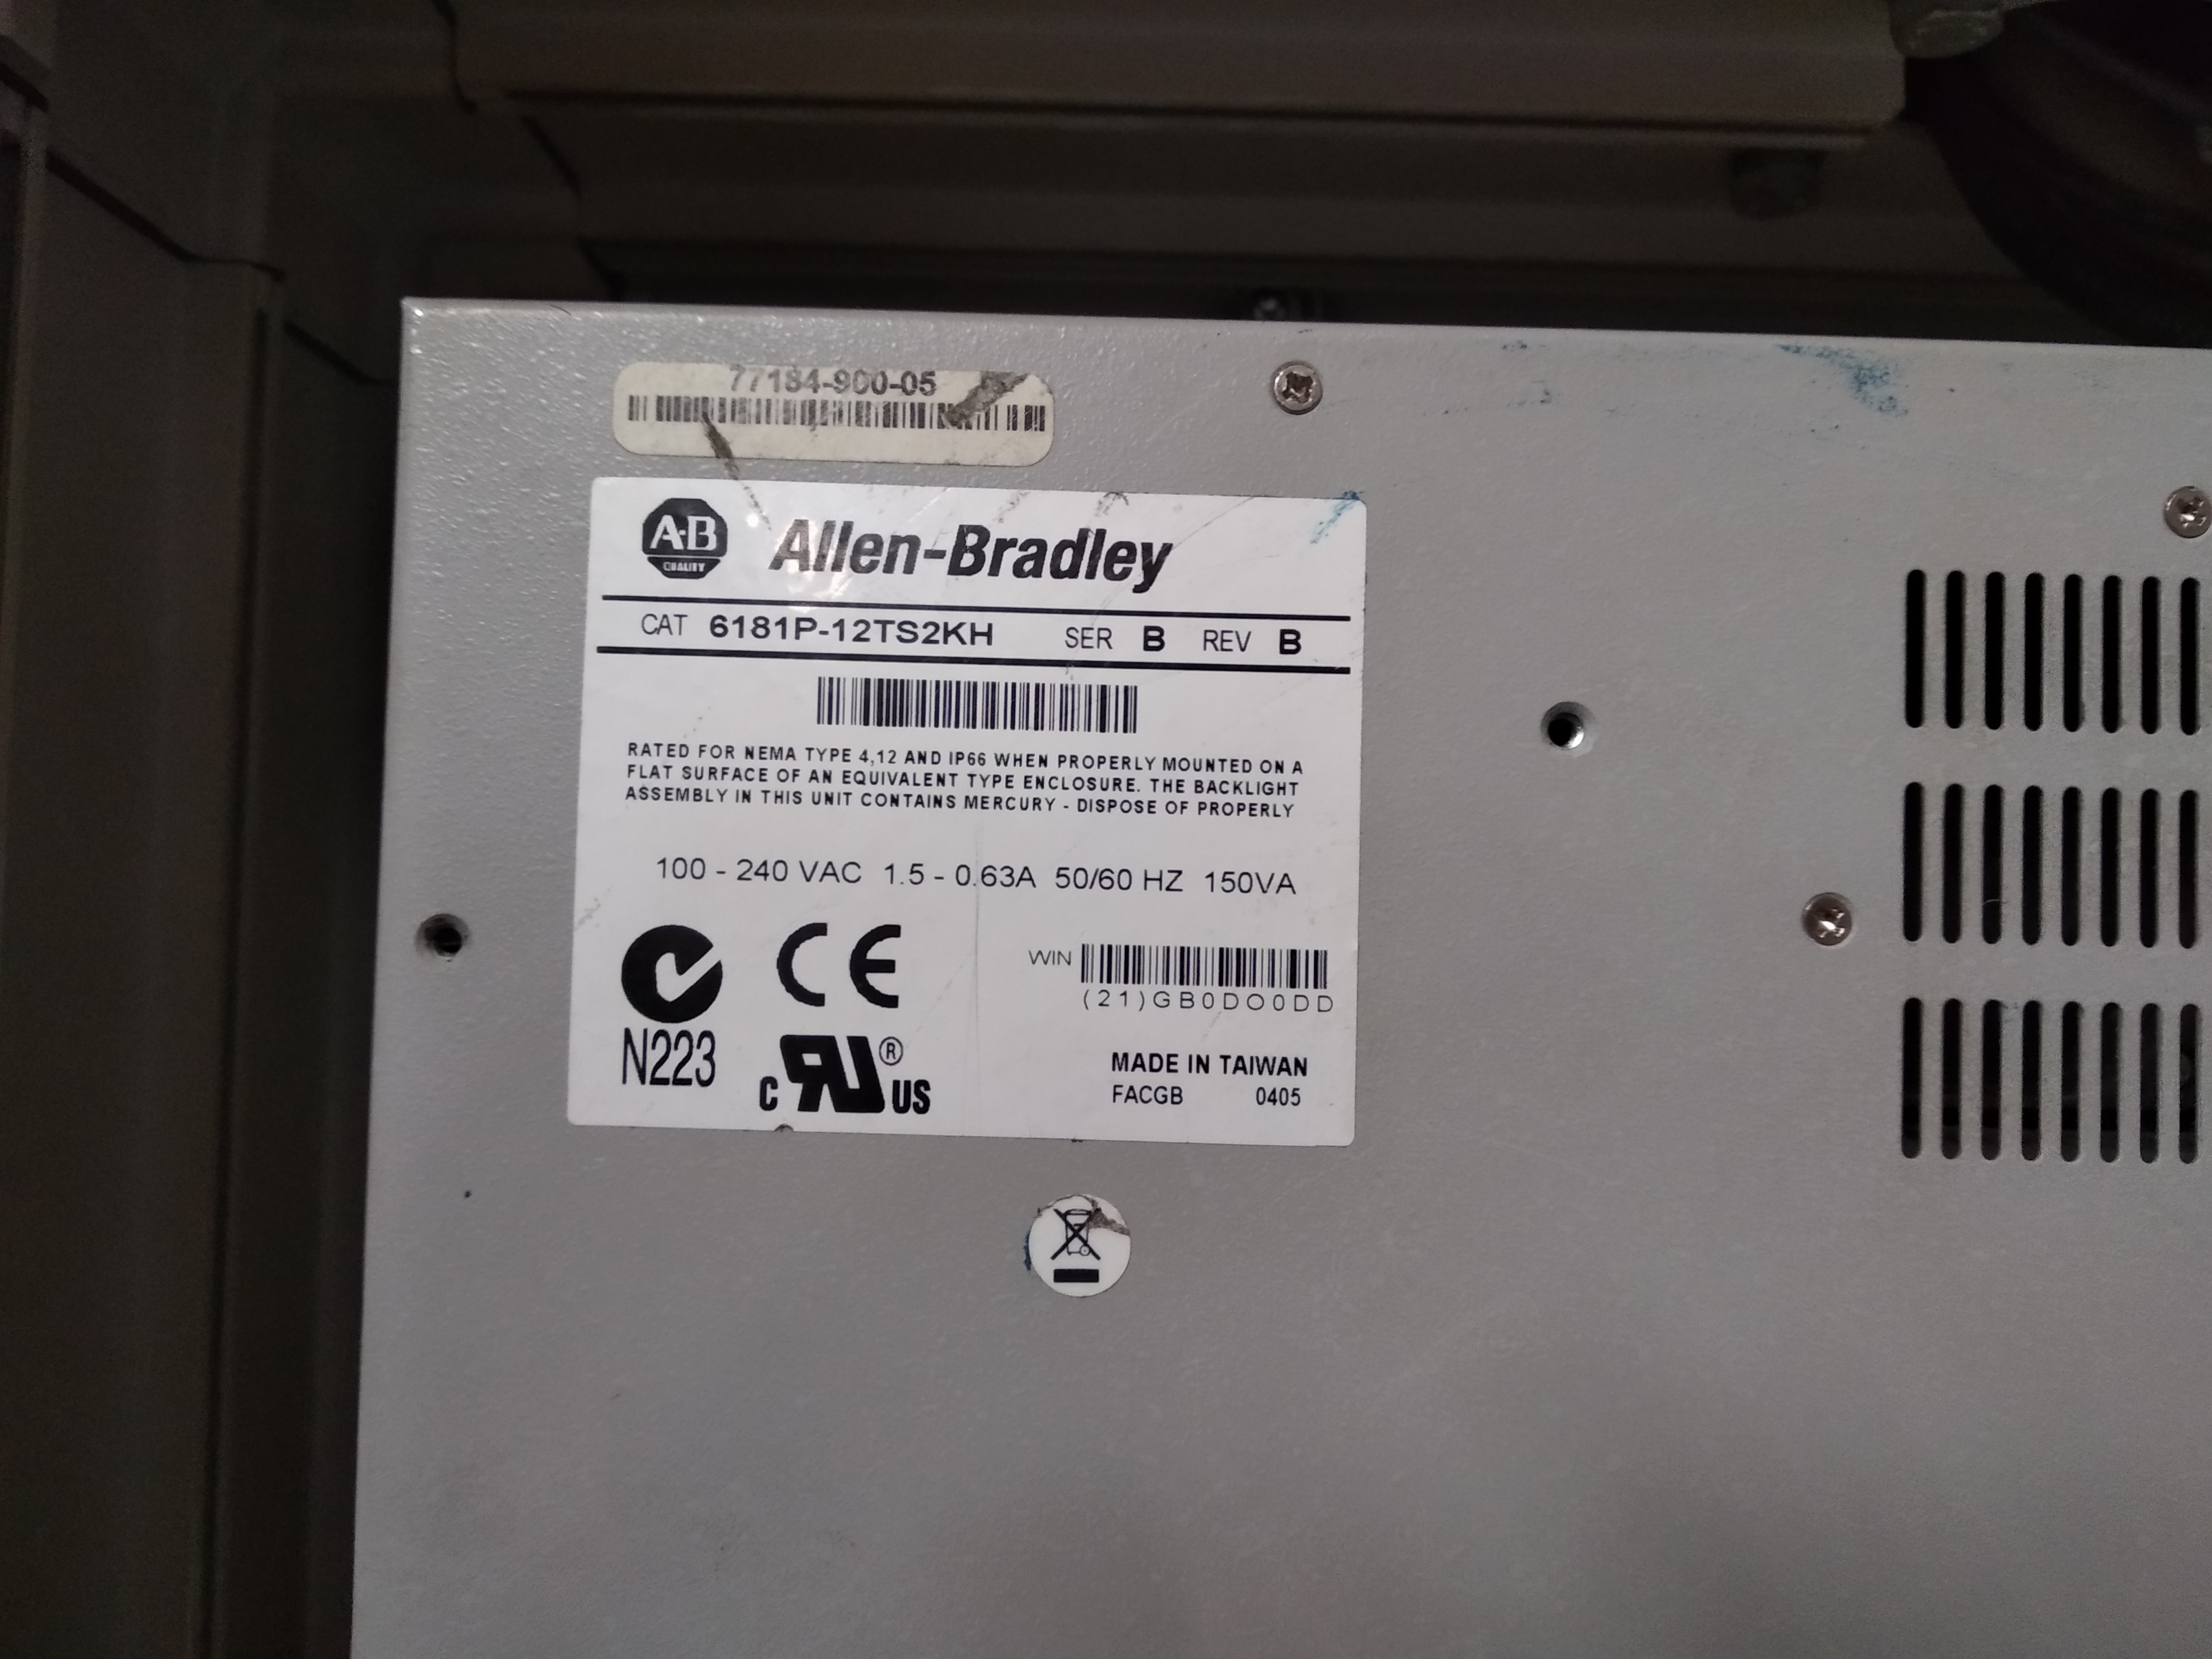 77184-900-05
A-B
QUALITY
Allen-Bradley
CAT 6181P-12TS2KH SER B REV B
RATED FOR NEMA TYPE 4,12 AND IP66 WHEN PROPERLY MOUNTED ON A
FLAT SURFACE OF AN EQUIVALENT TYPE ENCLOSURE. THE BACKLIGHT
ASSEMBLY IN THIS UNIT CONTAINS MERCURY - DISPOSE OF PROPERLY
100 - 240 VAC 1.5 - 0.63A 50/60 HZ 150VA
CE
WIN
(21)GB0DO0DD
N223
C RU® US
MADE IN TAIWAN
FACGB 0405